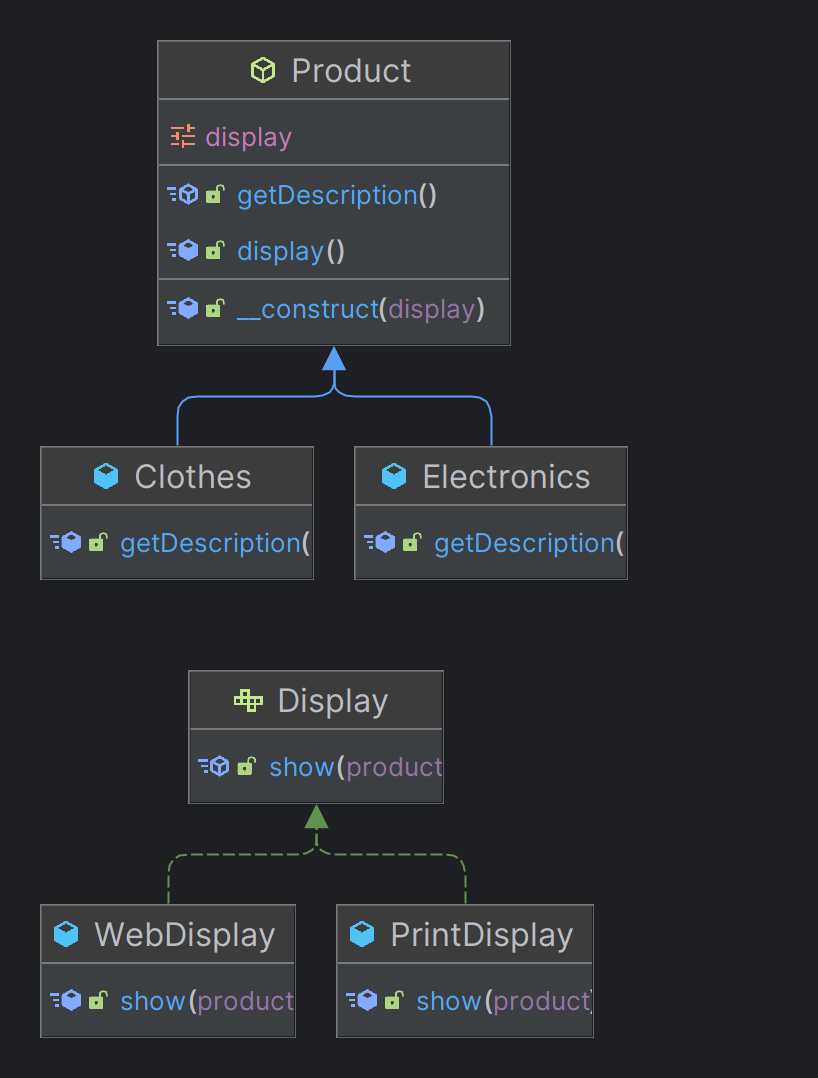 Product
display
getDescription()
display()
__construct(display)
Clothes
Electronics
getDescription(
getDescription(
Display
show(product
WebDisplay
PrintDisplay
show(product
show(product)